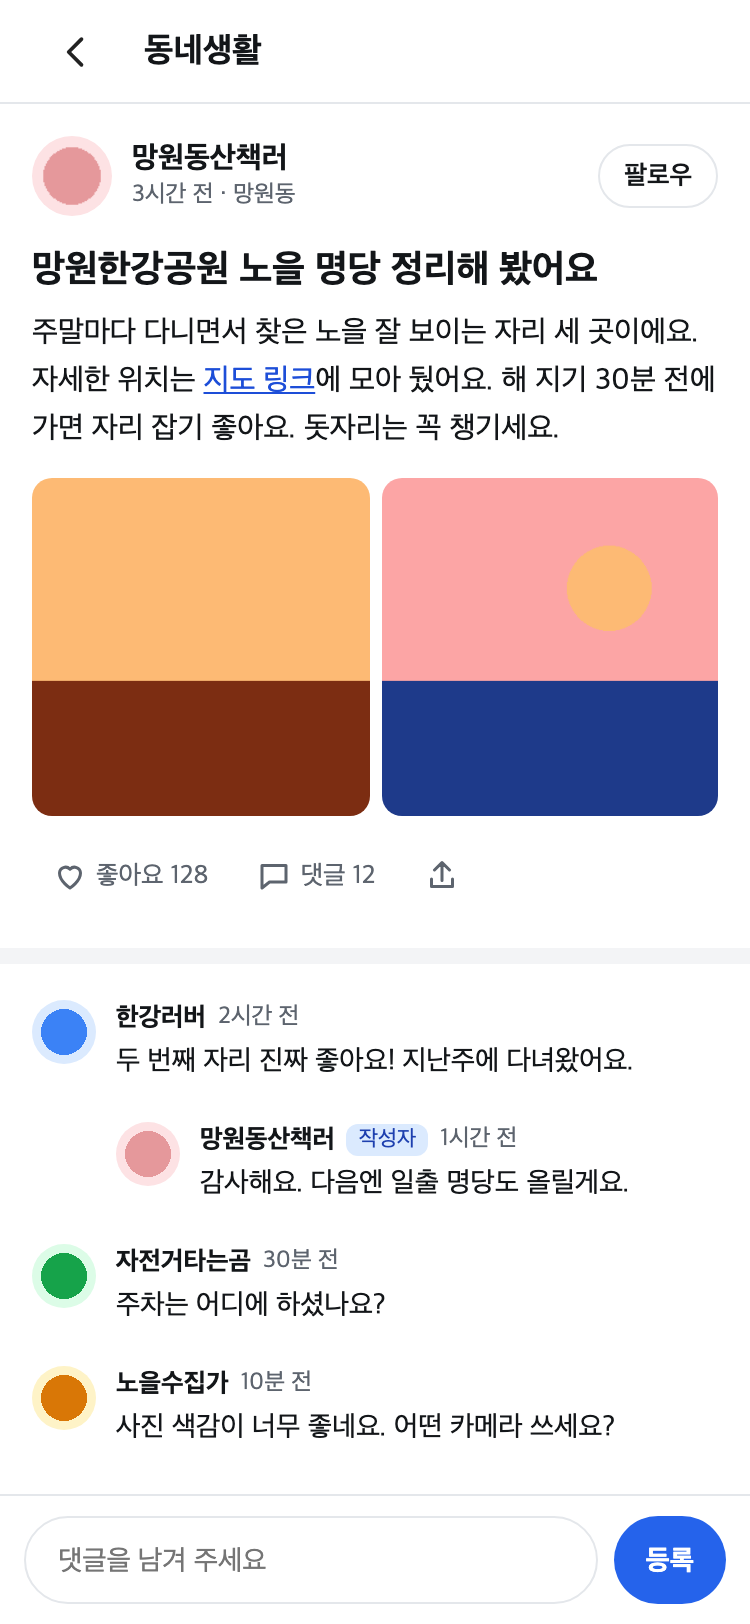 동네생활
망원동산책러
3시간 전 · 망원동
팔로우
망원한강공원 노을 명당 정리해 봤어요
주말마다 다니면서 찾은 노을 잘 보이는 자리 세 곳이에요.
자세한 위치는 지도 링크에 모아 뒀어요. 해 지기 30분 전에
가면 자리 잡기 좋아요. 돗자리는 꼭 챙기세요.
좋아요 128 댓글 12
한강러버 2시간 전
두 번째 자리 진짜 좋아요! 지난주에 다녀왔어요.
망원동산책러 작성자 1시간 전
감사해요. 다음엔 일출 명당도 올릴게요.
자전거타는곰 30분 전
주차는 어디에 하셨나요?
노을수집가 10분 전
사진 색감이 너무 좋네요. 어떤 카메라 쓰세요?
댓글을 남겨 주세요 등록